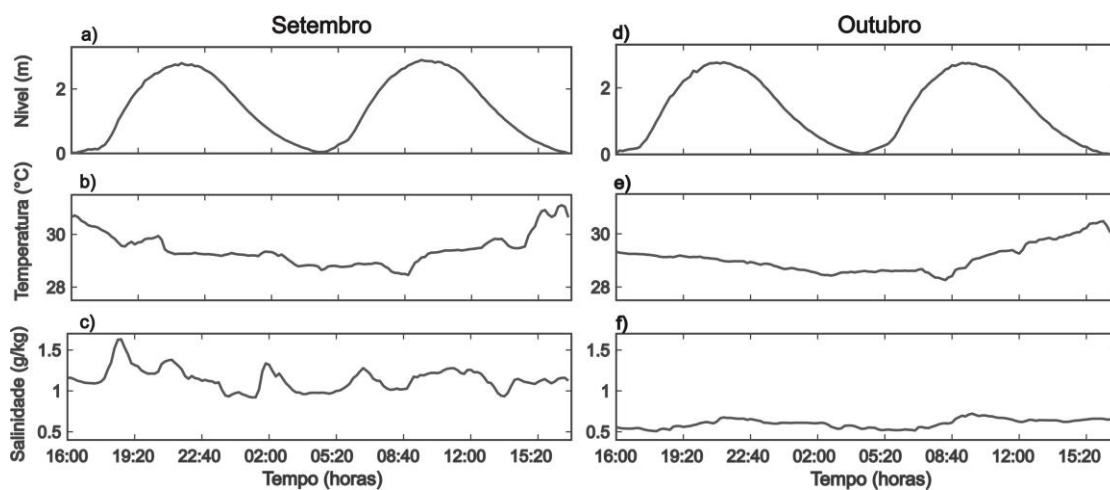 Setembro
Outubro
a)
d)
Nível (m)
2
0
2
0
b)
e)
Temperatura (°C)
30
28
30
28
c)
f)
Salinidade (g/kg)
1.5
1
0.5
1.5
1
0.5
16:00 19:20 22:40 02:00 05:20 08:40 12:00 15:20
16:00 19:20 22:40 02:00 05:20 08:40 12:00 15:20
Tempo (horas)
Tempo (horas)